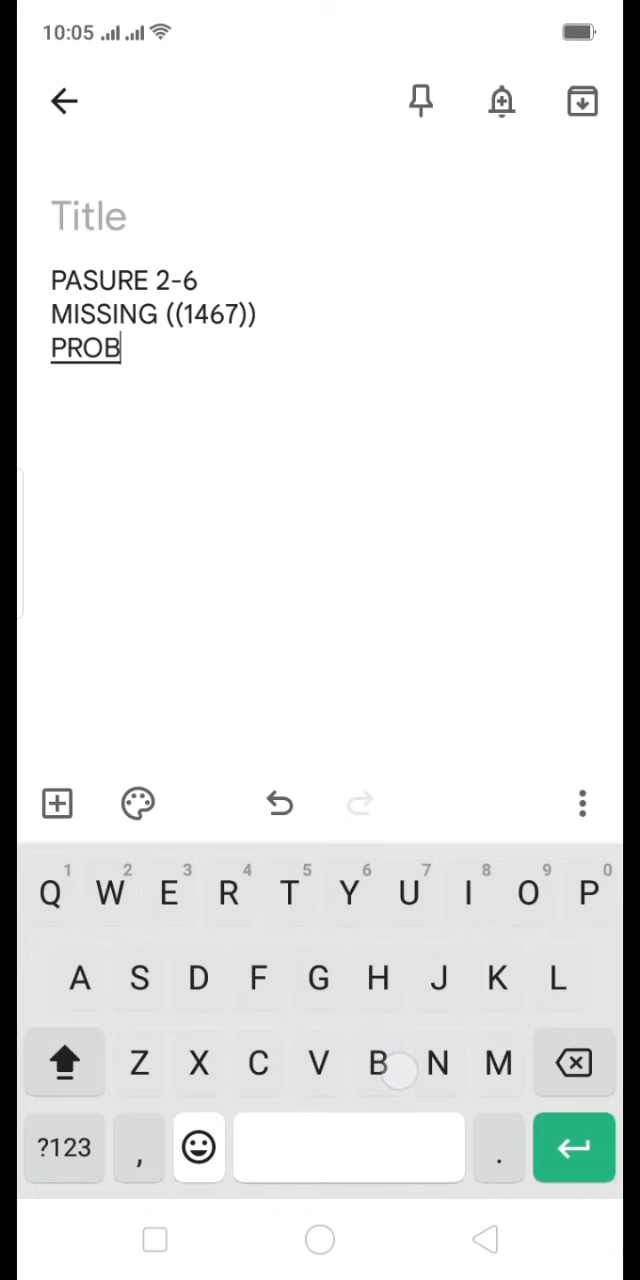 10:05
Title
PASURE 2-6
MISSING ((1467))
PROB
1 2 3 4 5 6 7 8 9 0
Q W E R T Y U I O P
A S D F G H J K L
Z X C V B N M
?123 , .